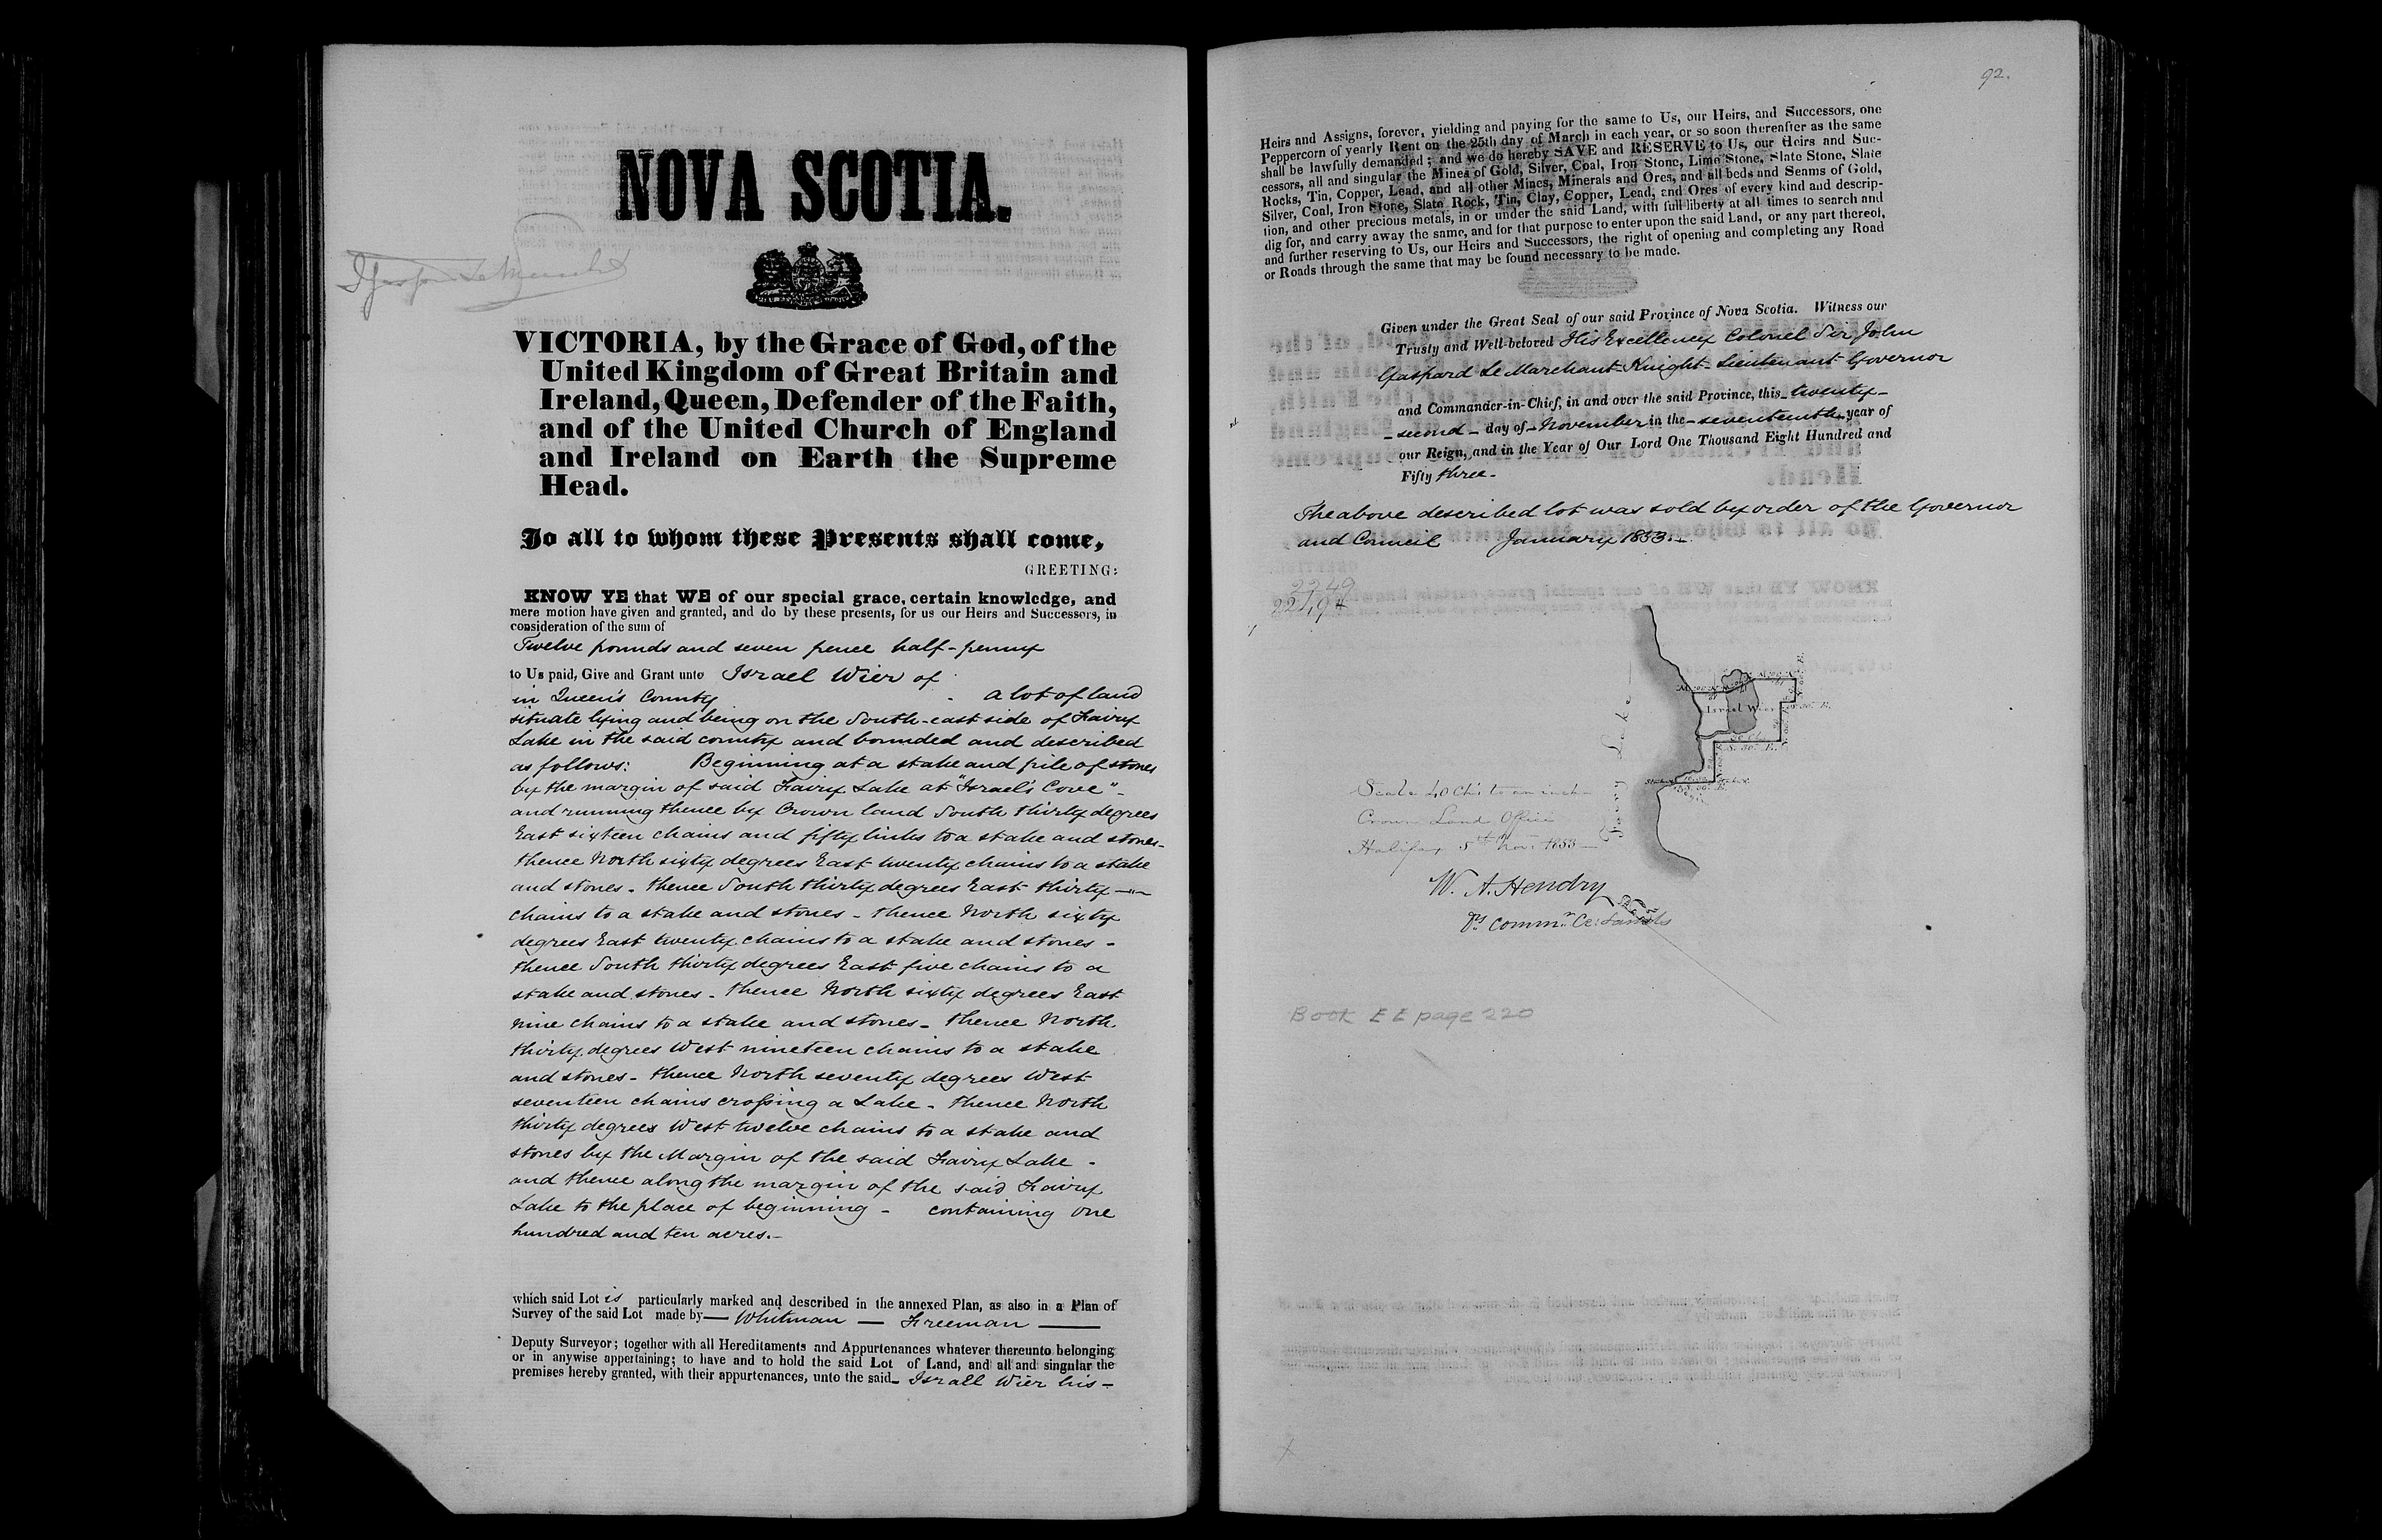 NOVA SCOTIA.
VICTORIA, by the Grace of God, of the
United Kingdom of Great Britain and
Ireland, Queen, Defender of the Faith,
and of the United Church of England
and Ireland on Earth the Supreme
Head.
To all to whom these Presents shall come,
GREETING:
KNOW YE that WE of our special grace, certain knowledge, and
mere motion have given and granted, and do by these presents, for us our Heirs and Successors, in
consideration of the sum of
Twelve pounds and seven pence half-penny
to Us paid, Give and Grant unto Israel Wier of
in Queen's County a lot of land
situate lying and being on the South-east side of Fairy
Lake in the said county and bounded and described
as follows: Beginning at a stake and pile of stones
by the margin of said Fairy Lake at "Israel's Cove" -
and running thence by Crown land South thirty degrees
East sixteen chains and fifty links to a stake and stones -
thence North sixty degrees East twenty chains to a stake
and stones - thence South thirty degrees East thirty
chains to a stake and stones - thence North sixty
degrees East twenty chains to a stake and stones -
thence South thirty degrees East five chains to a
stake and stones - thence North sixty degrees East
nine chains to a stake and stones - thence North
thirty degrees West nineteen chains to a stake
and stones - thence North seventy degrees West
seventeen chains crossing a Lake - thence North
thirty degrees West twelve chains to a stake and
stones by the Margin of the said Fairy Lake -
and thence along the margin of the said Fairy
Lake to the place of beginning - containing one
hundred and ten acres. -
which said Lot is particularly marked and described in the annexed Plan, as also in a Plan of
Survey of the said Lot made by — Whitman — Freeman —
Deputy Surveyor; together with all Hereditaments and Appurtenances whatever thereunto belonging
or in anywise appertaining; to have and to hold the said Lot of Land, and all and singular the
premises hereby granted, with their appurtenances, unto the said - Israel Wier his -
92.
Heirs and Assigns, forever, yielding and paying for the same to Us, our Heirs, and Successors, one
Peppercorn of yearly Rent on the 25th day of March in each year, or so soon thereafter as the same
shall be lawfully demanded; and we do hereby SAVE and RESERVE to Us, our Heirs and Suc-
cessors, all and singular the Mines of Gold, Silver, Coal, Iron Stone, Lime Stone, Slate Stone, Slate
Rocks, Tin, Copper, Lead, and all other Mines, Minerals and Ores, and all beds and Seams of Gold,
Silver, Coal, Iron Stone, Slate Rock, Tin, Clay, Copper, Lead, and Ores of every kind and descrip-
tion, and other precious metals, in or under the said Land, with full liberty at all times to search and
dig for, and carry away the same, and for that purpose to enter upon the said Land, or any part thereof,
and further reserving to Us, our Heirs and Successors, the right of opening and completing any Road
or Roads through the same that may be found necessary to be made.
Given under the Great Seal of our said Province of Nova Scotia. Witness our
Trusty and Well-beloved His Excellency Colonel Sir John
Gaspard Le Marchant Knight Lieutenant Governor
and Commander-in-Chief, in and over the said Province, this - twenty -
- second - day of - November in the - seventeenth - year of
our Reign, and in the Year of Our Lord One Thousand Eight Hundred and
Fifty three -
The above described lot was sold by order of the Governor
and Council January 1853. -
2249
Israel Wier
Fairy Lake
Scale 40 Chs to an inch
Crown Land Office
Halifax 5th Nov. 1853
W. A. Hendry
Book EE page 220